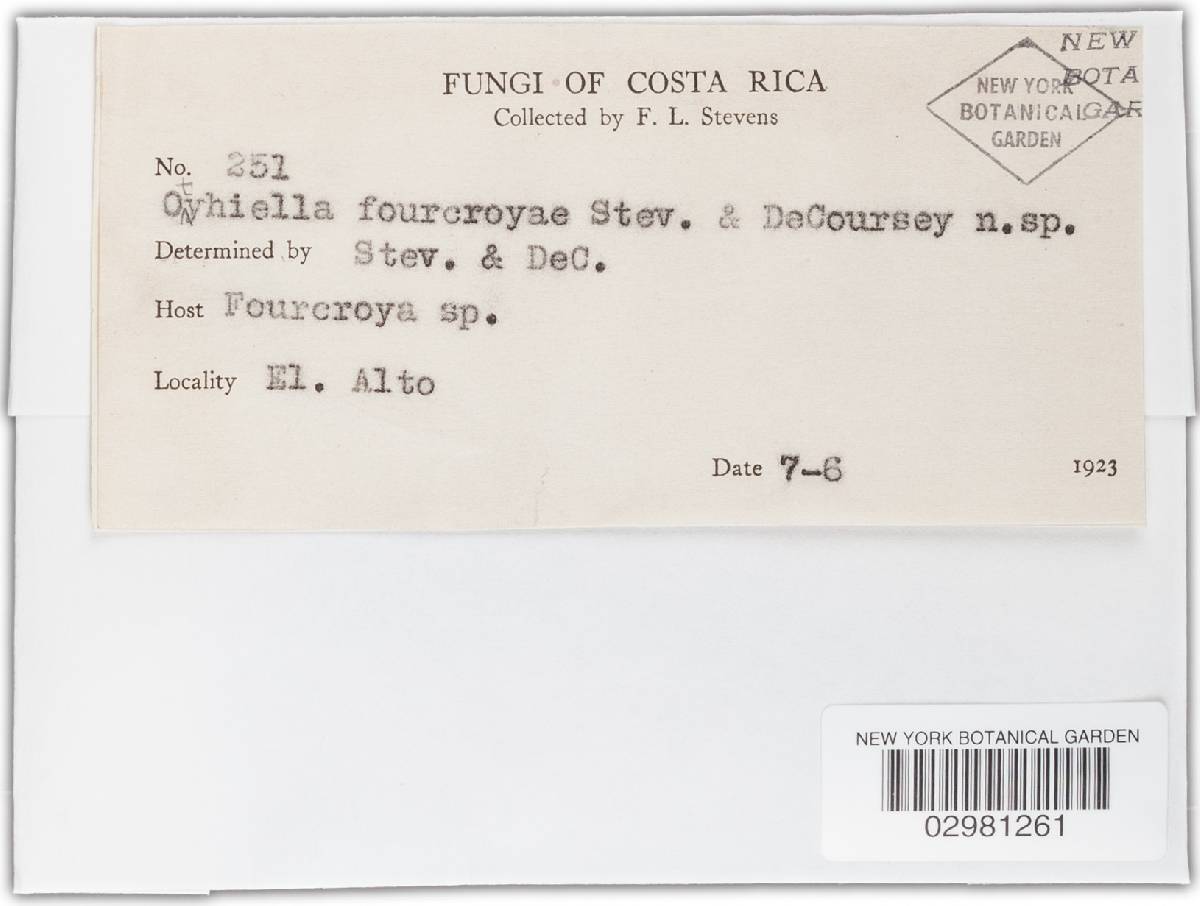 FUNGI OF COSTA RICA
Collected by F. L. Stevens
NEW YORK
BOTANICAL
GARDEN
NEW
BOTA
GAR
No. 251
Otthiella fourcroyae Stev. & DeCoursey n.sp.
Determined by Stev. & DeC.
Host Fourcroya sp.
Locality El. Alto
Date 7-6 1923
NEW YORK BOTANICAL GARDEN
02981261